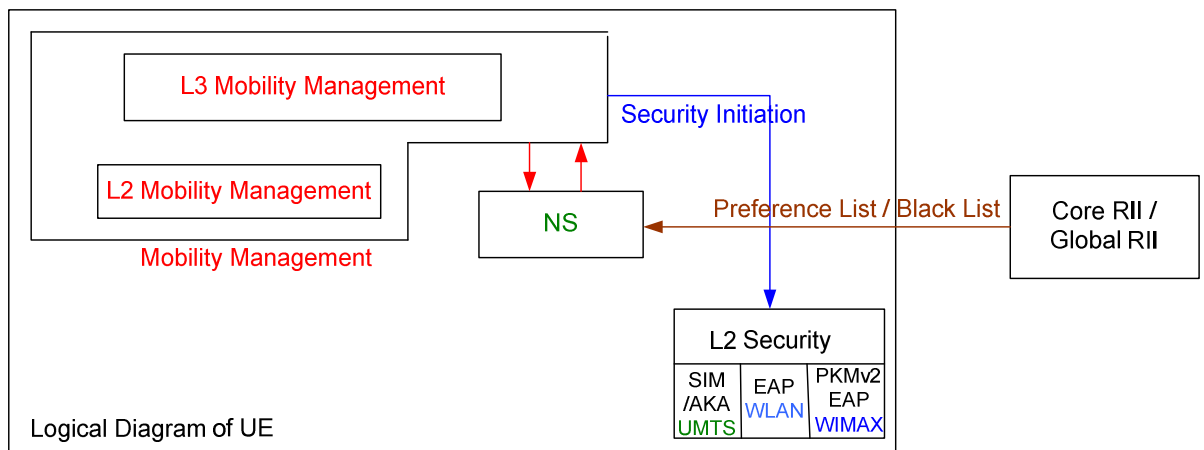 L3 Mobility Management
Security Initiation
L2 Mobility Management
NS
Preference List / Black List
Core RII /
Global RII
Mobility Management
L2 Security
SIM
/AKA
UMTS
EAP
WLAN
PKMv2
EAP
WIMAX
Logical Diagram of UE